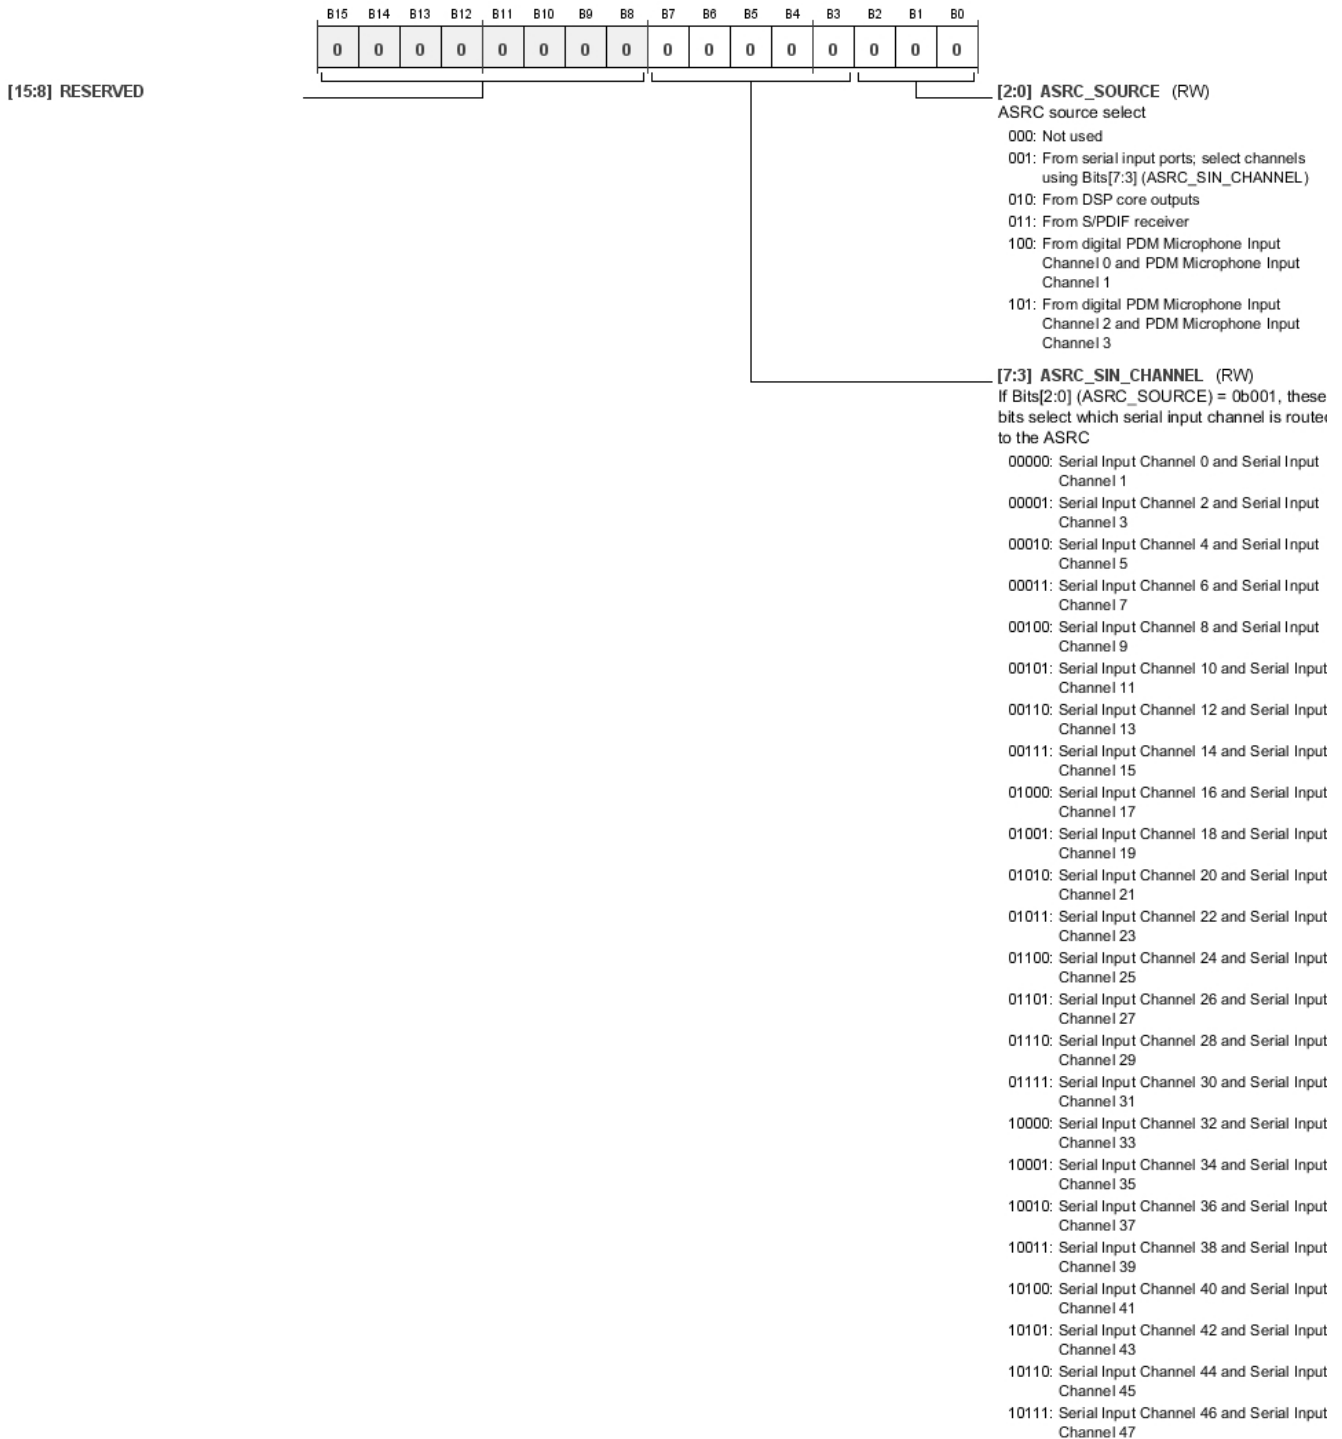 B15 B14 B13 B12 B11 B10 B9 B8 B7 B6 B5 B4 B3 B2 B1 B0
0 0 0 0 0 0 0 0 0 0 0 0 0 0 0 0
[15:8] RESERVED
[2:0] ASRC_SOURCE (RW)
ASRC source select
000: Not used
001: From serial input ports; select channels
using Bits[7:3] (ASRC_SIN_CHANNEL)
010: From DSP core outputs
011: From S/PDIF receiver
100: From digital PDM Microphone Input
Channel 0 and PDM Microphone Input
Channel 1
101: From digital PDM Microphone Input
Channel 2 and PDM Microphone Input
Channel 3
[7:3] ASRC_SIN_CHANNEL (RW)
If Bits[2:0] (ASRC_SOURCE) = 0b001, these
bits select which serial input channel is route
to the ASRC
00000: Serial Input Channel 0 and Serial Input
Channel 1
00001: Serial Input Channel 2 and Serial Input
Channel 3
00010: Serial Input Channel 4 and Serial Input
Channel 5
00011: Serial Input Channel 6 and Serial Input
Channel 7
00100: Serial Input Channel 8 and Serial Input
Channel 9
00101: Serial Input Channel 10 and Serial Input
Channel 11
00110: Serial Input Channel 12 and Serial Input
Channel 13
00111: Serial Input Channel 14 and Serial Input
Channel 15
01000: Serial Input Channel 16 and Serial Input
Channel 17
01001: Serial Input Channel 18 and Serial Input
Channel 19
01010: Serial Input Channel 20 and Serial Input
Channel 21
01011: Serial Input Channel 22 and Serial Input
Channel 23
01100: Serial Input Channel 24 and Serial Input
Channel 25
01101: Serial Input Channel 26 and Serial Input
Channel 27
01110: Serial Input Channel 28 and Serial Input
Channel 29
01111: Serial Input Channel 30 and Serial Input
Channel 31
10000: Serial Input Channel 32 and Serial Input
Channel 33
10001: Serial Input Channel 34 and Serial Input
Channel 35
10010: Serial Input Channel 36 and Serial Input
Channel 37
10011: Serial Input Channel 38 and Serial Input
Channel 39
10100: Serial Input Channel 40 and Serial Input
Channel 41
10101: Serial Input Channel 42 and Serial Input
Channel 43
10110: Serial Input Channel 44 and Serial Input
Channel 45
10111: Serial Input Channel 46 and Serial Input
Channel 47